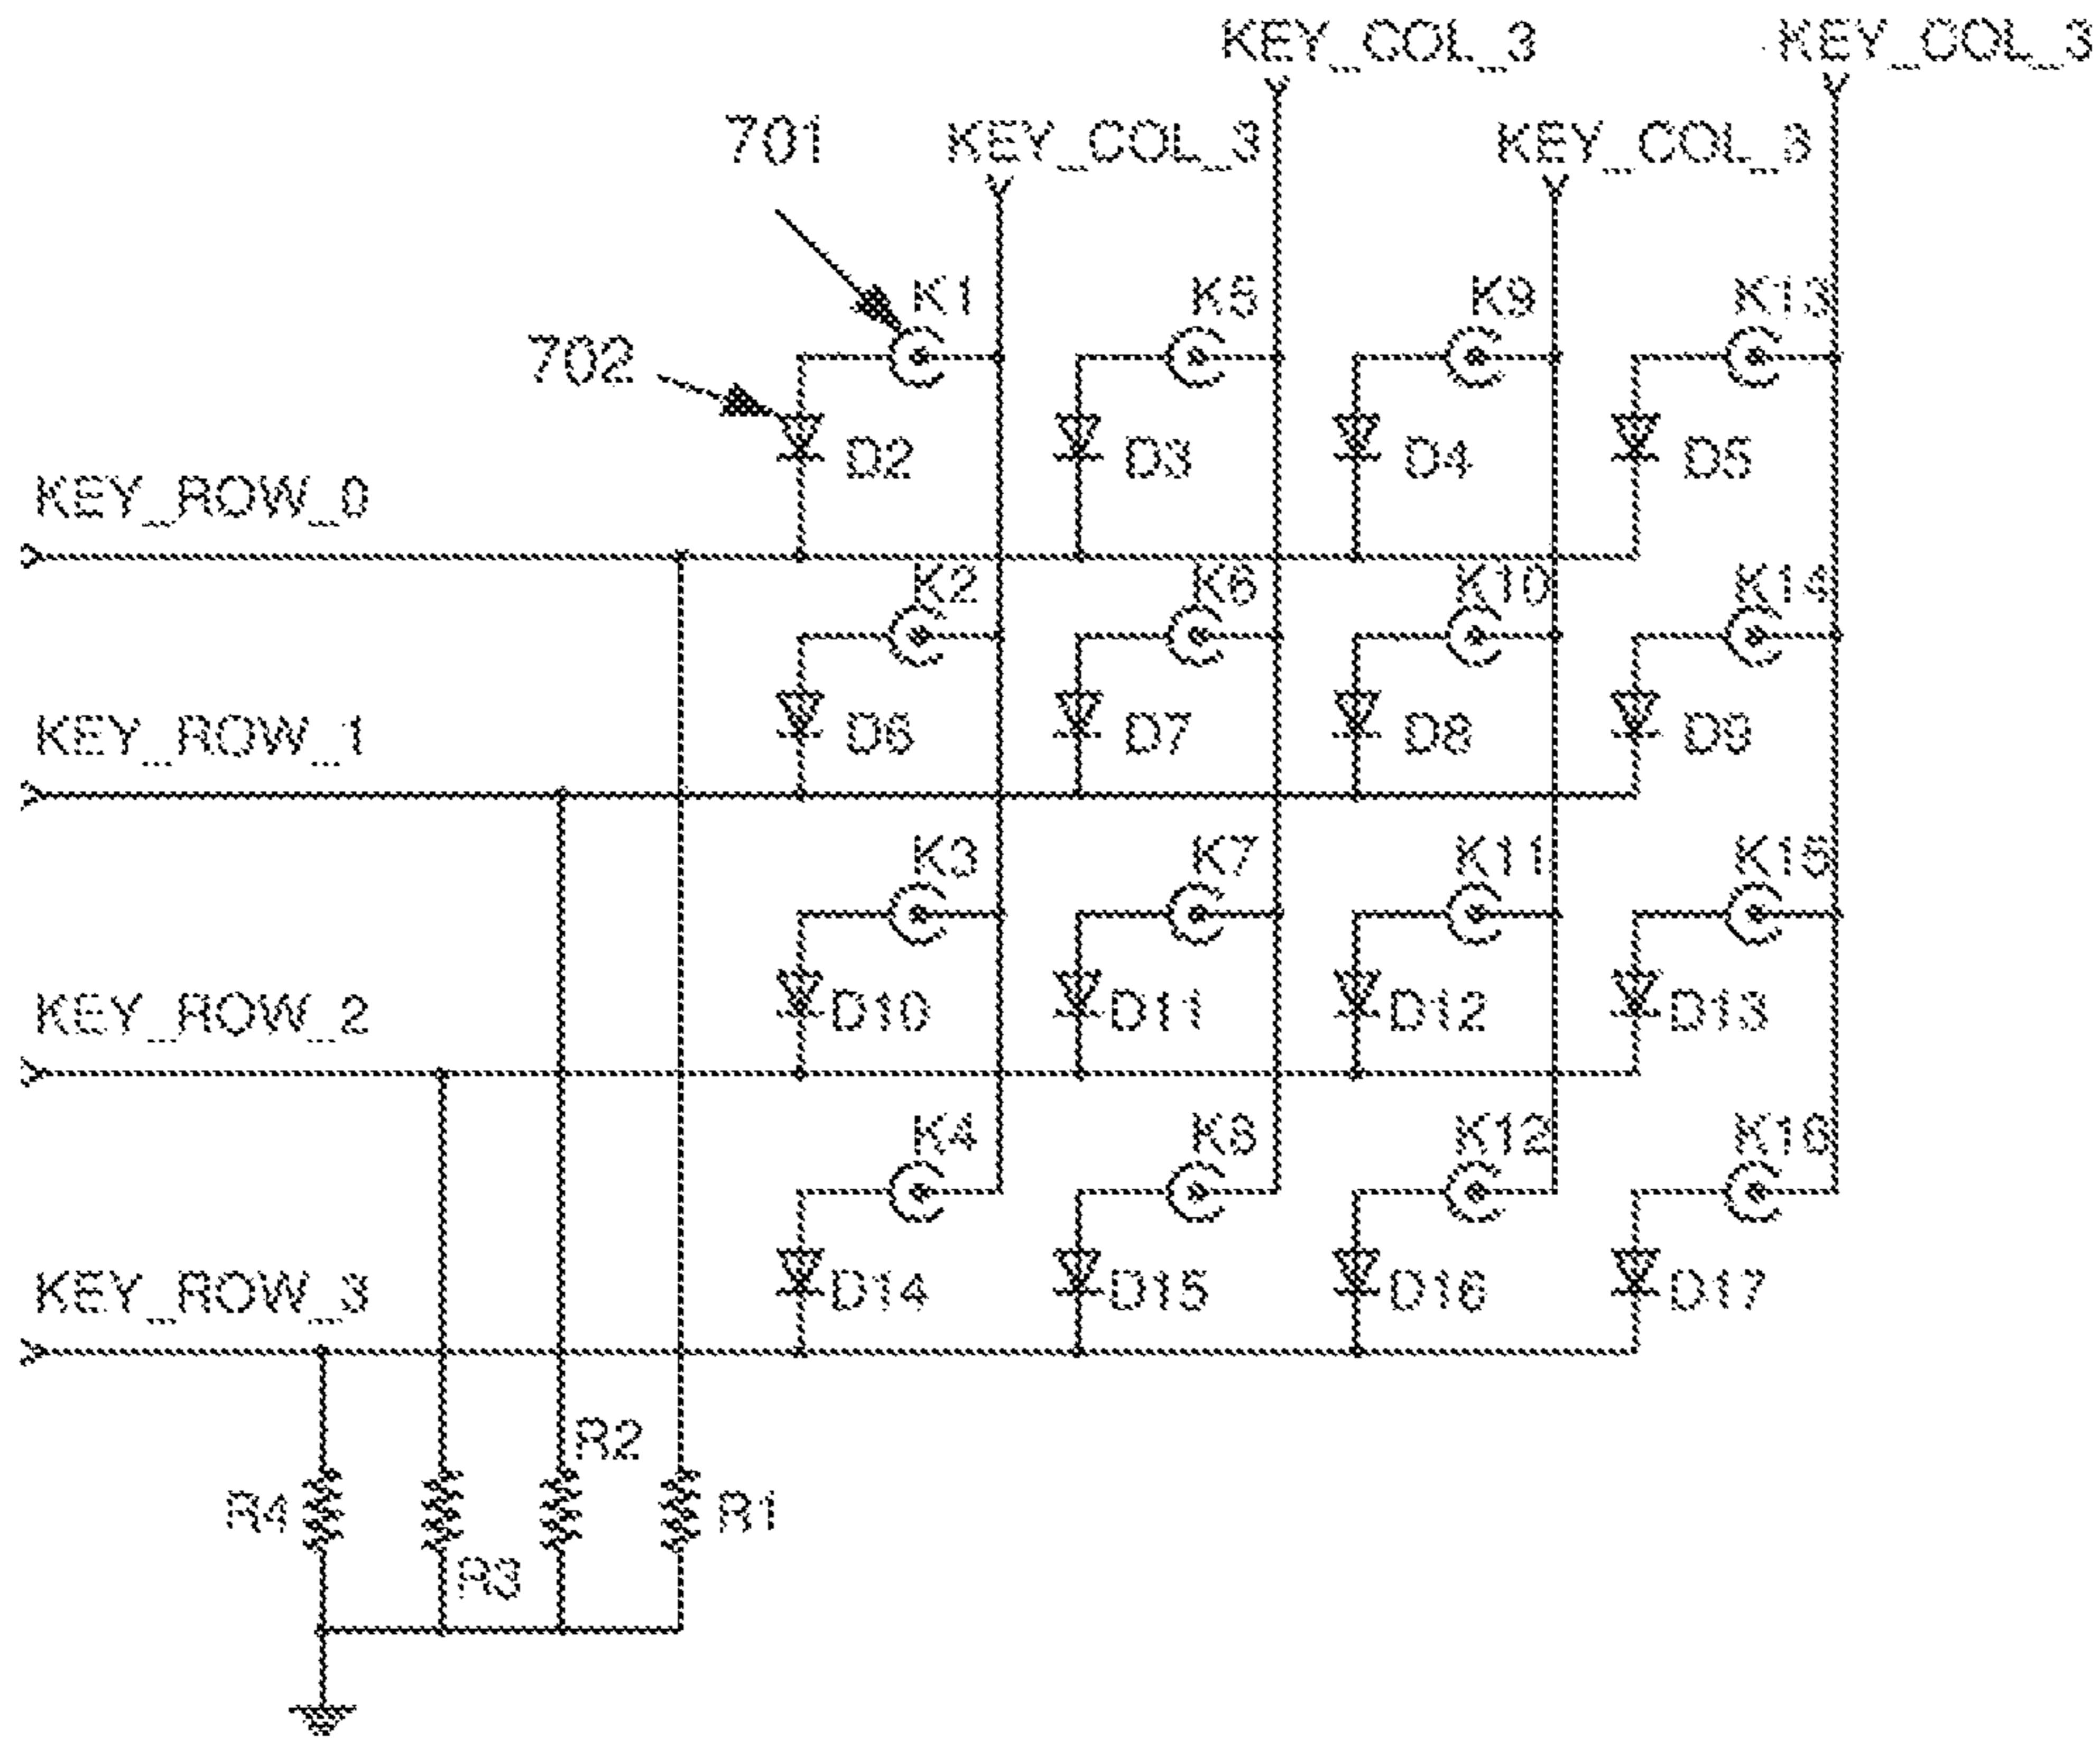 KEY_COL_3 KEY_COL_3
701 KEY_COL_3 KEY_COL_3
K1 K5 K9 K13
702
D2 D3 D4 D5
KEY_ROW_0
K2 K6 K10 K14
KEY_ROW_1 D6 D7 D8 D9
K3 K7 K11 K15
KEY_ROW_2 D10 D11 D12 D13
K4 K8 K12 K16
KEY_ROW_3 D14 D15 D16 D17
R2
R4 R1
R3